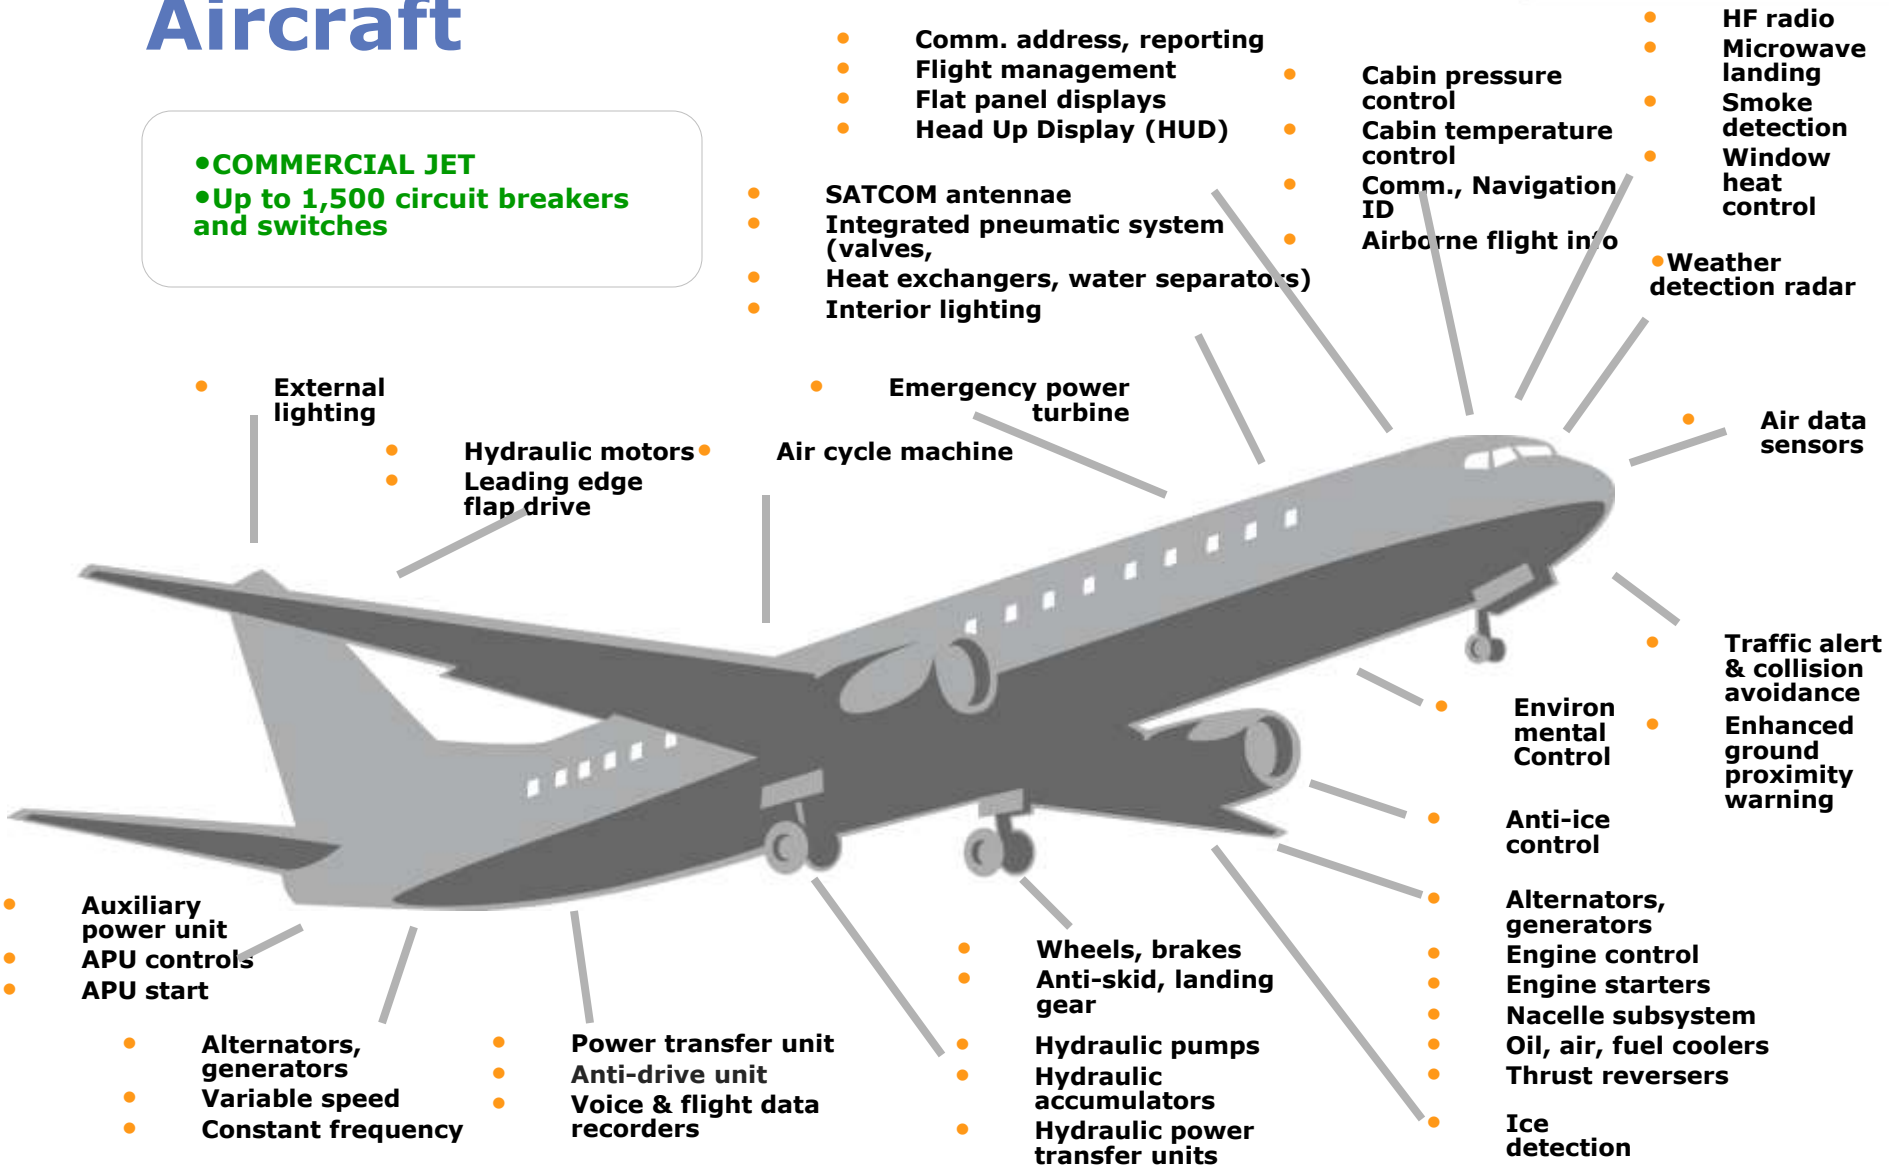 Aircraft
•COMMERCIAL JET
•Up to 1,500 circuit breakers
and switches
• Comm. address, reporting
• Flight management
• Flat panel displays
• Head Up Display (HUD)
• SATCOM antennae
• Integrated pneumatic system
(valves,
• Heat exchangers, water separators)
• Interior lighting
• Cabin pressure
control
• Cabin temperature
control
• Comm., Navigation
ID
• Airborne flight info
• HF radio
• Microwave
landing
• Smoke
detection
• Window
heat
control
•Weather
detection radar
• External
lighting
• Hydraulic motors
• Leading edge
flap drive
• Air cycle machine
• Emergency power
turbine
• Air data
sensors
• Traffic alert
& collision
avoidance
• Enhanced
ground
proximity
warning
• Environ
mental
Control
• Anti-ice
control
• Alternators,
generators
• Engine control
• Engine starters
• Nacelle subsystem
• Oil, air, fuel coolers
• Thrust reversers
• Ice
detection
• Auxiliary
power unit
• APU controls
• APU start
• Alternators,
generators
• Variable speed
• Constant frequency
• Power transfer unit
• Anti-drive unit
• Voice & flight data
recorders
• Wheels, brakes
• Anti-skid, landing
gear
• Hydraulic pumps
• Hydraulic
accumulators
• Hydraulic power
transfer units